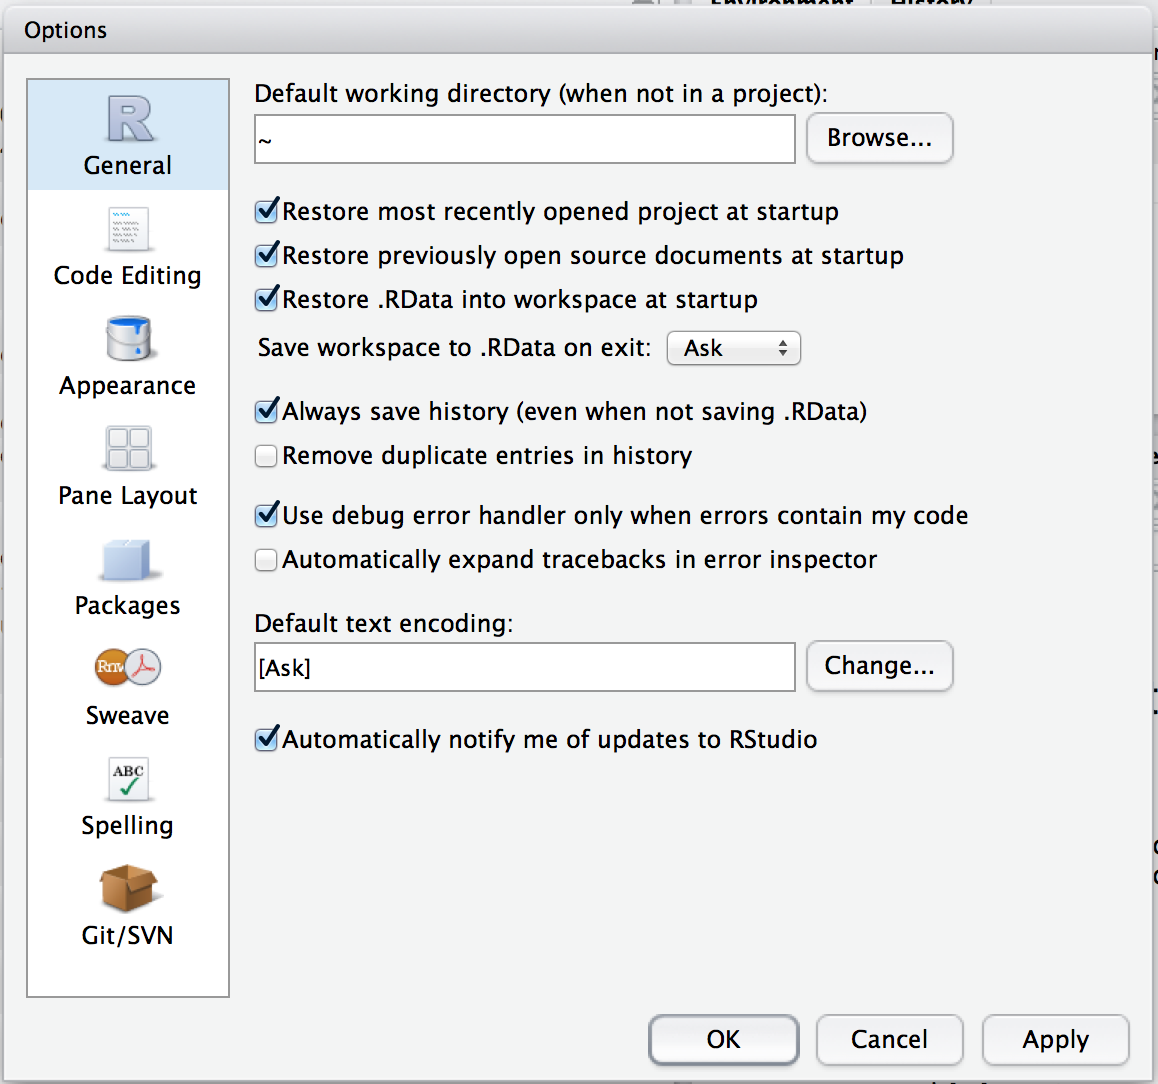 Environment History
Options
General
Code Editing
Appearance
Pane Layout
Packages
Rnw
Sweave
ABC
Spelling
Git/SVN
Default working directory (when not in a project):
~
Browse...
Restore most recently opened project at startup
Restore previously open source documents at startup
Restore .RData into workspace at startup
Save workspace to .RData on exit: Ask
Always save history (even when not saving .RData)
Remove duplicate entries in history
Use debug error handler only when errors contain my code
Automatically expand tracebacks in error inspector
Default text encoding:
[Ask]
Change...
Automatically notify me of updates to RStudio
OK Cancel Apply